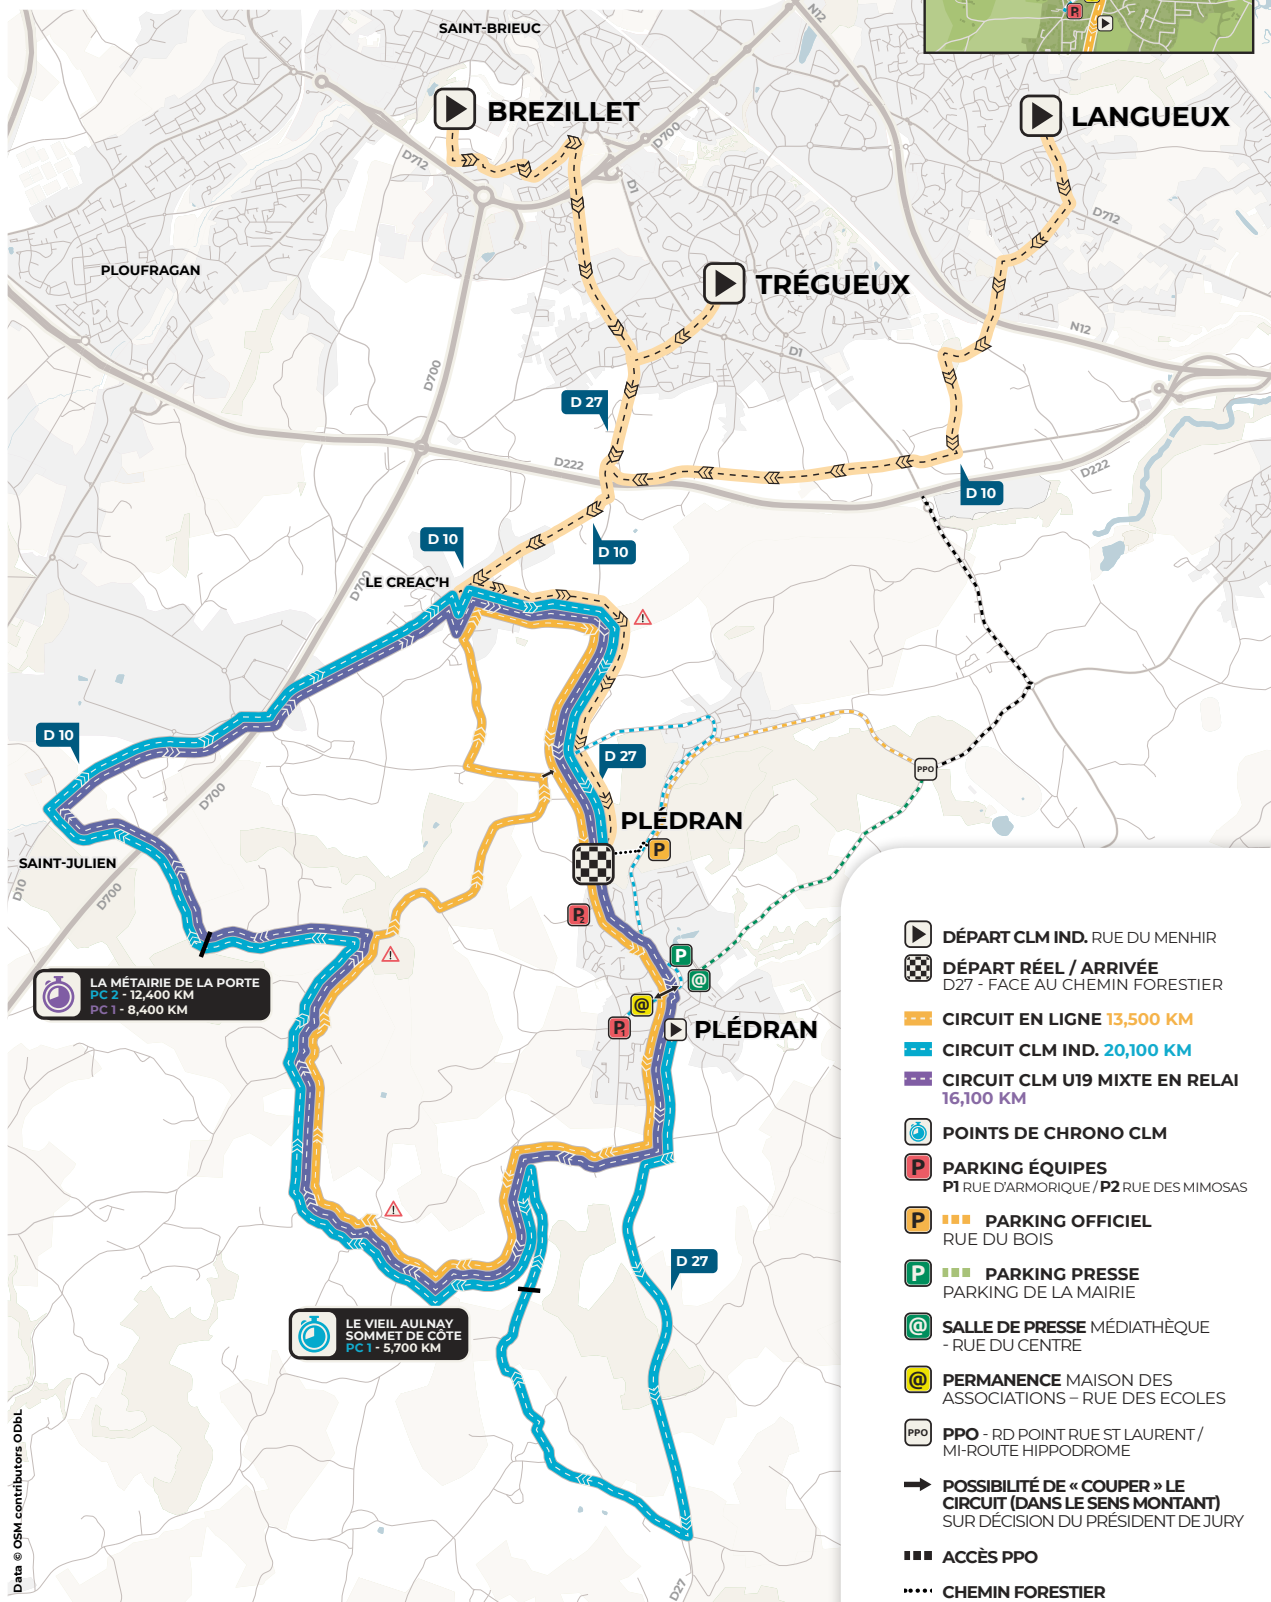 SAINT-BRIEUC
N12
P
BREZILLET
LANGUEUX
D700
D712
D1
D712
PLOUFRAGAN
TRÉGUEUX
N12
D1
D700
D 27
D222
D222
D 10
D 10
D 10
LE CREAC'H
D700
D 10
D 27
PPO
D700
PLÉDRAN
P
SAINT-JULIEN
D10
D700
P2
P
@
@
P1
PLÉDRAN
LA MÉTAIRIE DE LA PORTE
PC 2 - 12,400 KM
PC 1 - 8,400 KM
D 27
LE VIEIL AULNAY
SOMMET DE CÔTE
PC 1 - 5,700 KM
D27
Data © OSM contributors ODbL
DÉPART CLM IND. RUE DU MENHIR
DÉPART RÉEL / ARRIVÉE
D27 - FACE AU CHEMIN FORESTIER
CIRCUIT EN LIGNE 13,500 KM
CIRCUIT CLM IND. 20,100 KM
CIRCUIT CLM U19 MIXTE EN RELAI
16,100 KM
POINTS DE CHRONO CLM
P PARKING ÉQUIPES
P1 RUE D'ARMORIQUE / P2 RUE DES MIMOSAS
P PARKING OFFICIEL
RUE DU BOIS
P PARKING PRESSE
PARKING DE LA MAIRIE
@ SALLE DE PRESSE MÉDIATHÈQUE
- RUE DU CENTRE
@ PERMANENCE MAISON DES
ASSOCIATIONS – RUE DES ECOLES
PPO PPO - RD POINT RUE ST LAURENT /
MI-ROUTE HIPPODROME
POSSIBILITÉ DE « COUPER » LE
CIRCUIT (DANS LE SENS MONTANT)
SUR DÉCISION DU PRÉSIDENT DE JURY
ACCÈS PPO
CHEMIN FORESTIER